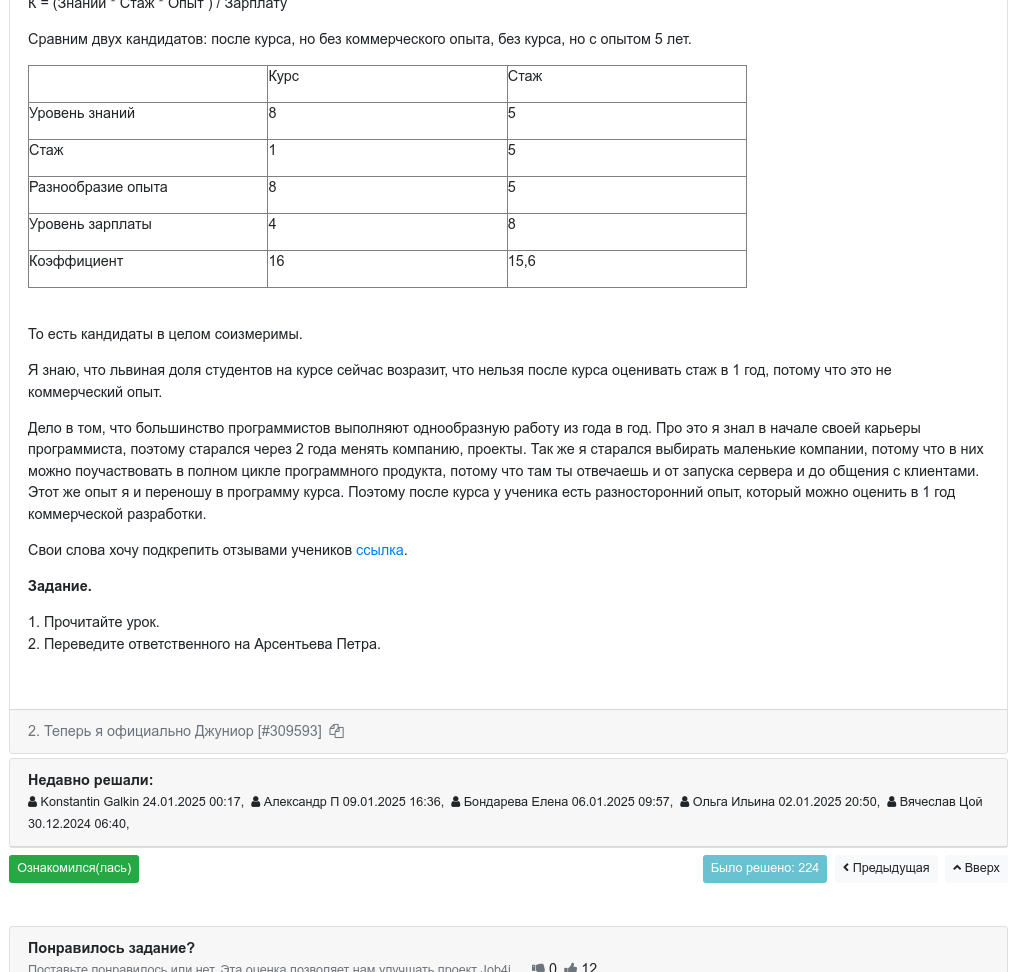 К = (Знания * Стаж * Опыт ) / Зарплату
Сравним двух кандидатов: после курса, но без коммерческого опыта, без курса, но с опытом 5 лет.
Курс Стаж
Уровень знаний 8 5
Стаж 1 5
Разнообразие опыта 8 5
Уровень зарплаты 4 8
Коэффициент 16 15,6
То есть кандидаты в целом соизмеримы.
Я знаю, что львиная доля студентов на курсе сейчас возразит, что нельзя после курса оценивать стаж в 1 год, потому что это не
коммерческий опыт.
Дело в том, что большинство программистов выполняют однообразную работу из года в год. Про это я знал в начале своей карьеры
программиста, поэтому старался через 2 года менять компанию, проекты. Так же я старался выбирать маленькие компании, потому что в них
можно поучаствовать в полном цикле программного продукта, потому что там ты отвечаешь и от запуска сервера и до общения с клиентами.
Этот же опыт я и переношу в программу курса. Поэтому после курса у ученика есть разносторонний опыт, который можно оценить в 1 год
коммерческой разработки.
Свои слова хочу подкрепить отзывами учеников ссылка.
Задание.
1. Прочитайте урок.
2. Переведите ответственного на Арсентьева Петра.
2. Теперь я официально Джуниор [#309593]
Недавно решали:
Konstantin Galkin 24.01.2025 00:17, Александр П 09.01.2025 16:36, Бондарева Елена 06.01.2025 09:57, Ольга Ильина 02.01.2025 20:50, Вячеслав Цой
30.12.2024 06:40,
Ознакомился(лась) Было решено: 224 Предыдущая Вверх
Понравилось задание?
Поставьте понравилось или нет. Эта оценка позволяет нам улучшать проект Job4j. 0 12